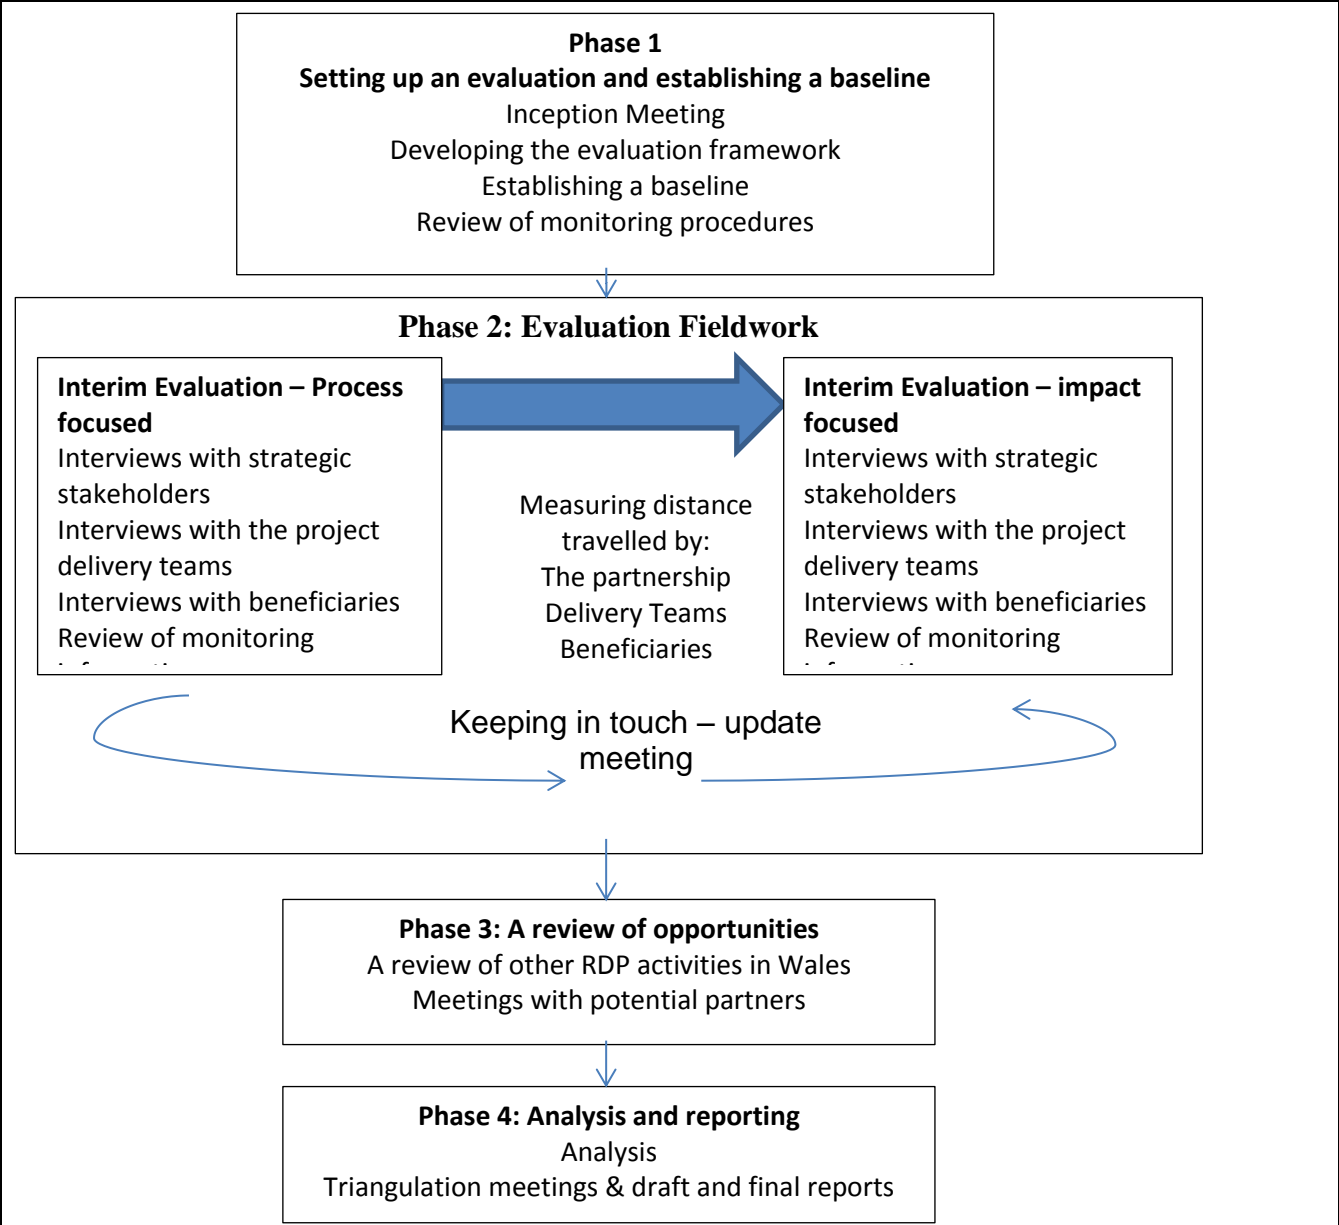 Phase 1
Setting up an evaluation and establishing a baseline
Inception Meeting
Developing the evaluation framework
Establishing a baseline
Review of monitoring procedures
Phase 2: Evaluation Fieldwork
Interim Evaluation – Process
focused
Interviews with strategic
stakeholders
Interviews with the project
delivery teams
Interviews with beneficiaries
Review of monitoring
Measuring distance
travelled by:
The partnership
Delivery Teams
Beneficiaries
Interim Evaluation – impact
focused
Interviews with strategic
stakeholders
Interviews with the project
delivery teams
Interviews with beneficiaries
Review of monitoring
Keeping in touch – update
meeting
Phase 3: A review of opportunities
A review of other RDP activities in Wales
Meetings with potential partners
Phase 4: Analysis and reporting
Analysis
Triangulation meetings & draft and final reports